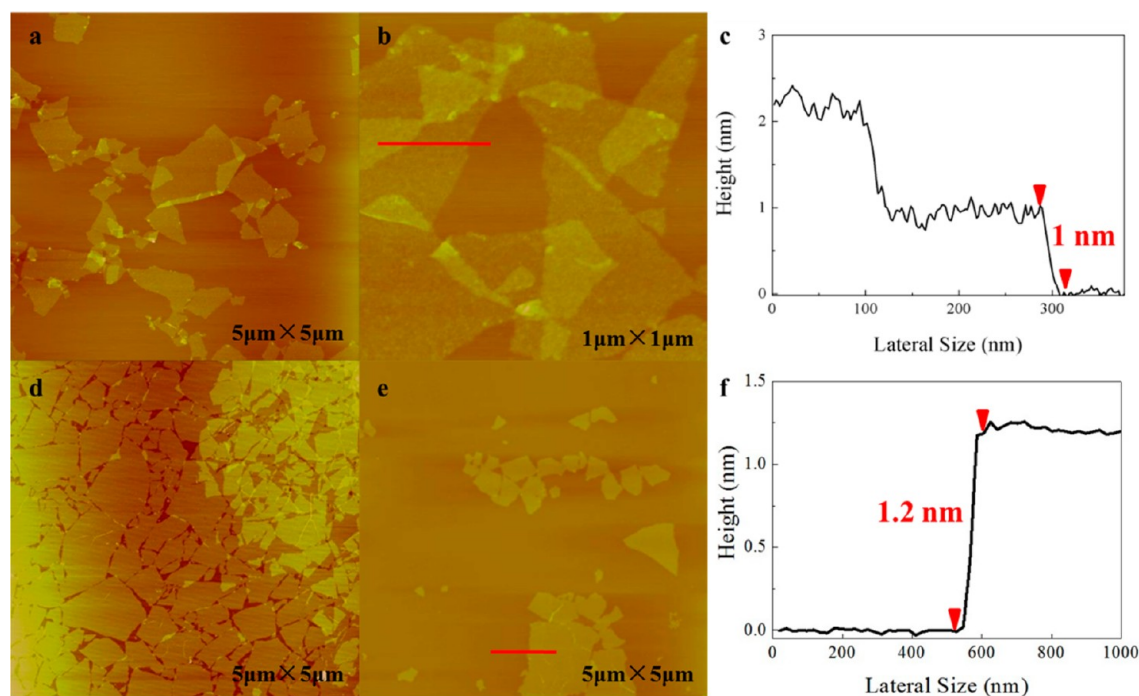 a
5μm×5μm
b
1μm×1μm
c
3
2
1
0
Height (nm)
1 nm
0
100
200
300
Lateral Size (nm)
d
5μm×5μm
e
5μm×5μm
f
1.5
1.0
0.5
0.0
Height (nm)
1.2 nm
0
200
400
600
800
1000
Lateral Size (nm)